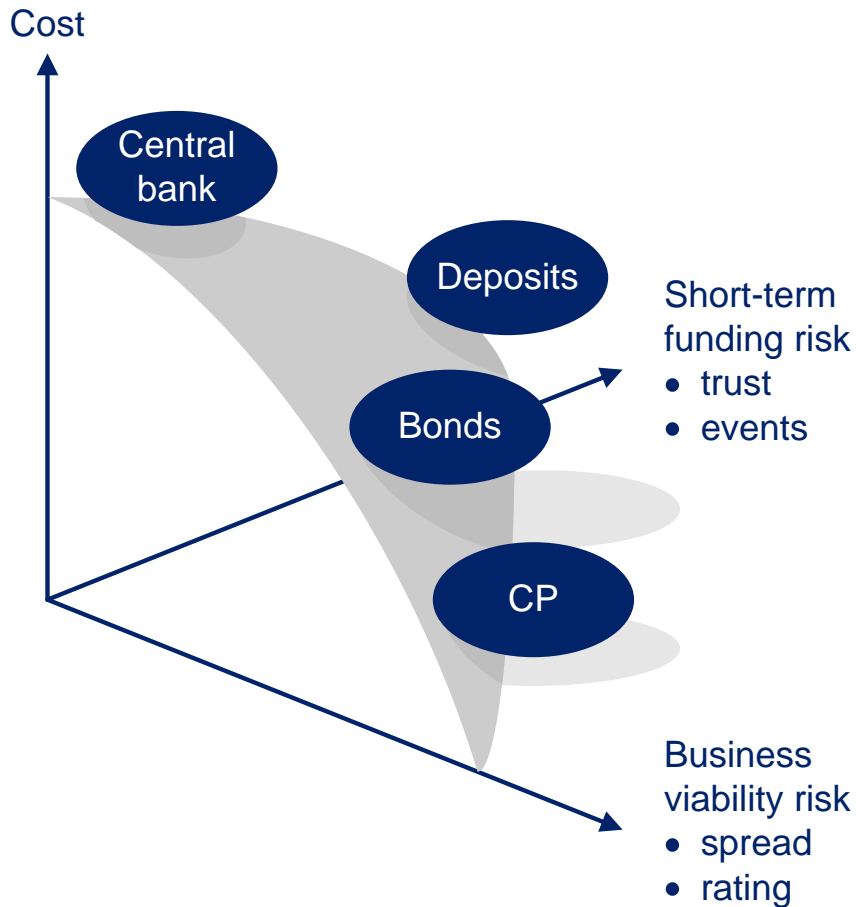 Cost
Central
bank
Deposits
Short-term
funding risk
• trust
• events
Bonds
CP
Business
viability risk
• spread
• rating